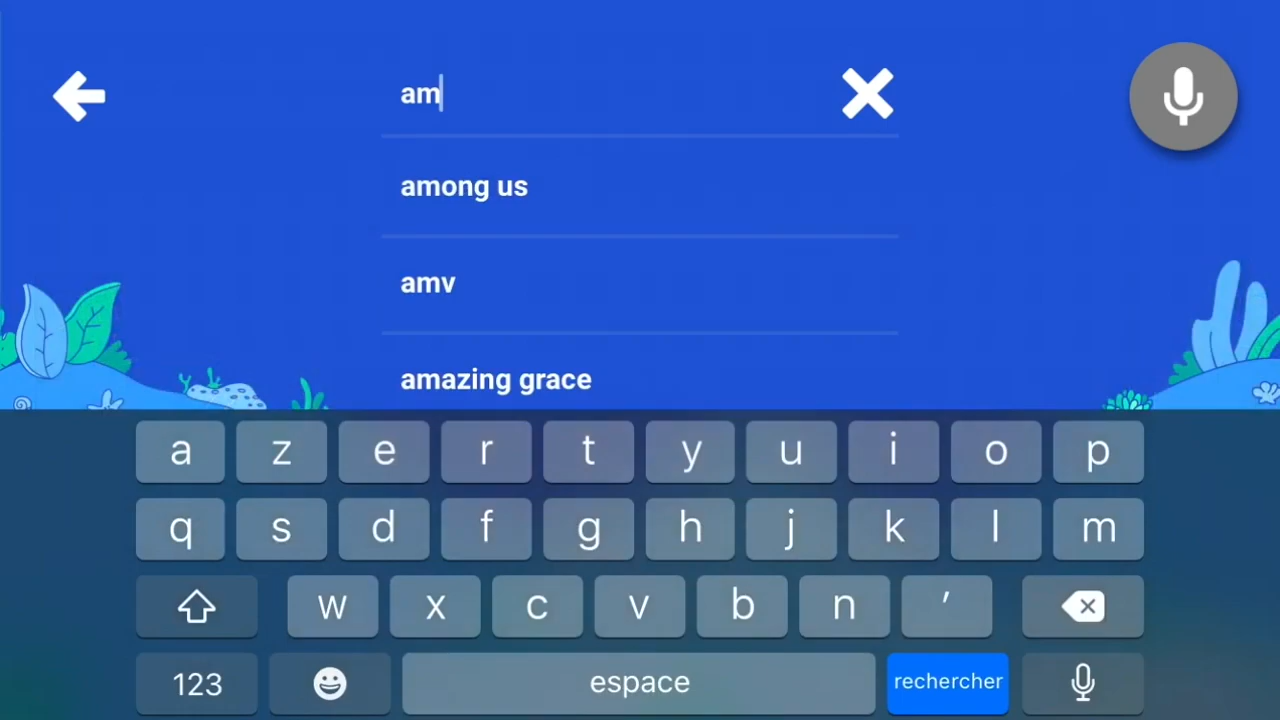 am
among us
amv
amazing grace
a z e r t y u i o p
q s d f g h j k l m
w x c v b n ′
123 espace rechercher